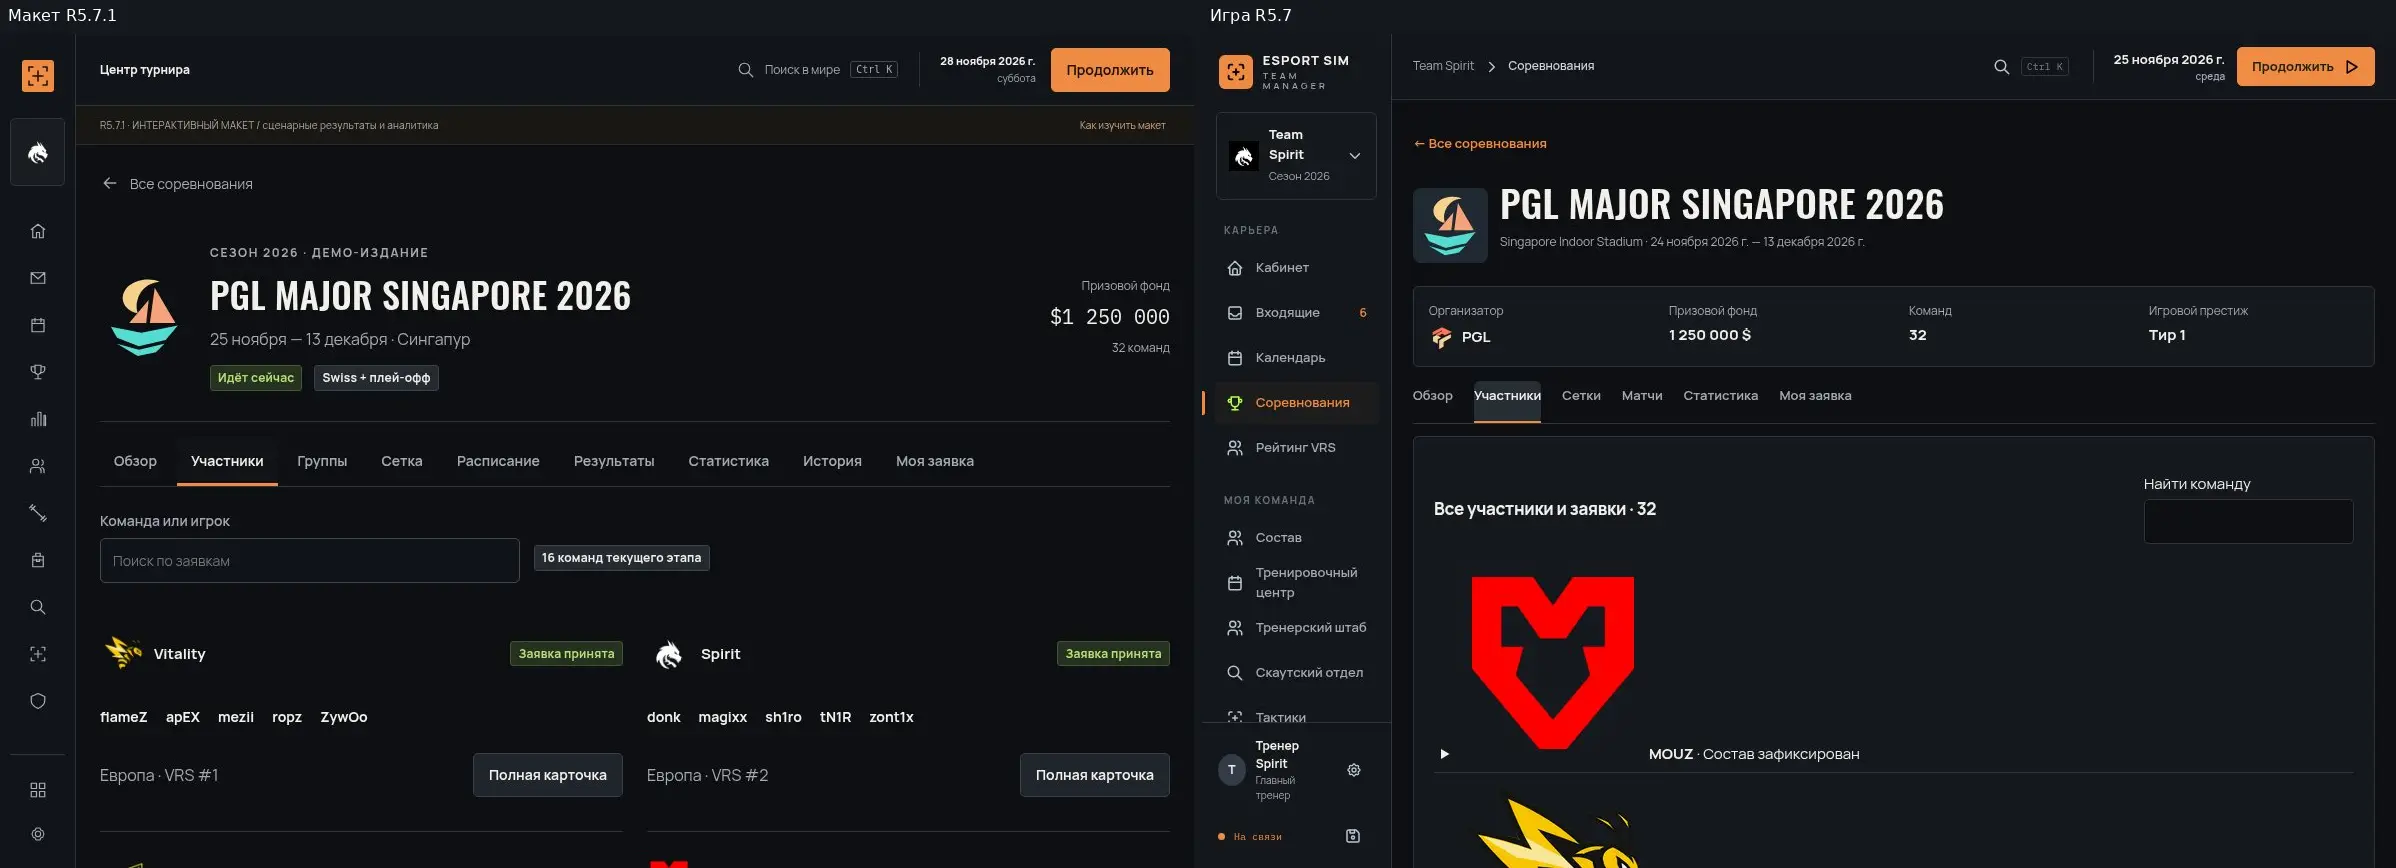 Макет R5.7.1
Центр турнира
Поиск в мире
Ctrl K
28 ноября 2026 г.
суббота
Продолжить
R5.7.1 · ИНТЕРАКТИВНЫЙ МАКЕТ / сценарные результаты и аналитика
Как изучить макет
← Все соревнования
СЕЗОН 2026 · ДЕМО-ИЗДАНИЕ
PGL MAJOR SINGAPORE 2026
25 ноября — 13 декабря · Сингапур
Идёт сейчас
Swiss + плей-офф
Призовой фонд
$1 250 000
32 команд
Обзор
Участники
Группы
Сетка
Расписание
Результаты
Статистика
История
Моя заявка
Команда или игрок
Поиск по заявкам
16 команд текущего этапа
Vitality
Заявка принята
flameZ apEX mezii ropz ZywOo
Европа · VRS #1
Полная карточка
Spirit
Заявка принята
donk magixx sh1ro tN1R zont1x
Европа · VRS #2
Полная карточка
Игра R5.7
ESPORT SIM
TEAM
MANAGER
Team
Spirit
Сезон 2026
КАРЬЕРА
Кабинет
Входящие 6
Календарь
Соревнования
Рейтинг VRS
МОЯ КОМАНДА
Состав
Тренировочный
центр
Тренерский штаб
Скаутский отдел
Тактики
T
Тренер
Spirit
Главный
тренер
На связи
Team Spirit > Соревнования
Ctrl K
25 ноября 2026 г.
среда
Продолжить
← Все соревнования
PGL MAJOR SINGAPORE 2026
Singapore Indoor Stadium · 24 ноября 2026 г. — 13 декабря 2026 г.
Организатор
PGL
Призовой фонд
1 250 000 $
Команд
32
Игровой престиж
Тир 1
Обзор
Участники
Сетки
Матчи
Статистика
Моя заявка
Все участники и заявки · 32
Найти команду
MOUZ · Состав зафиксирован